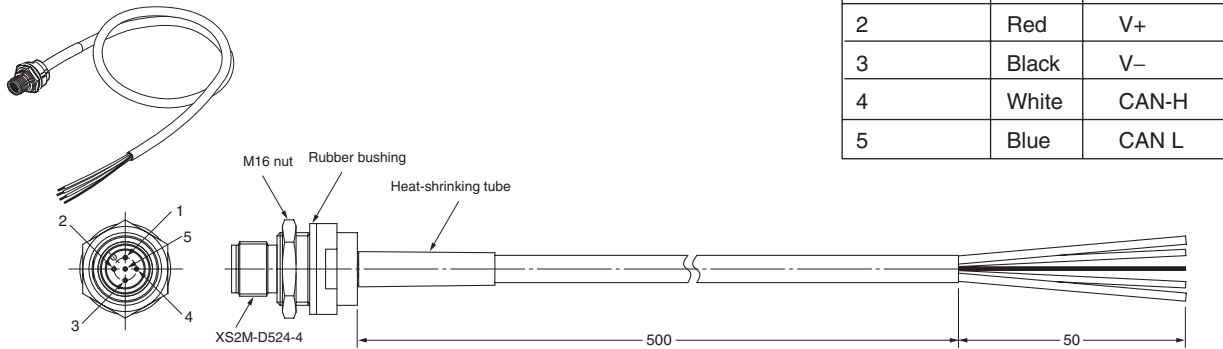 2 Red V+
3 Black V–
4 White CAN-H
5 Blue CAN L
M16 nut
Rubber bushing
Heat-shrinking tube
2
1
5
3
4
XS2M-D524-4
500
50